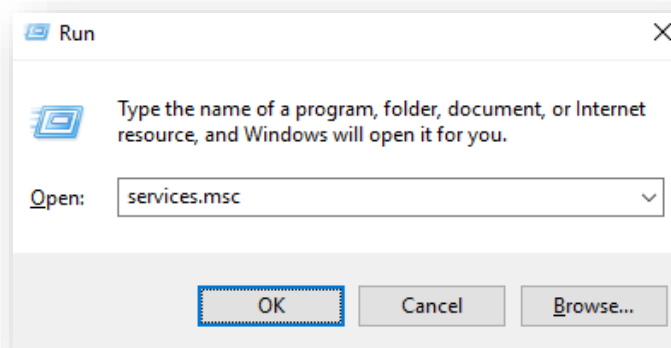 Run
Type the name of a program, folder, document, or Internet
resource, and Windows will open it for you.
Open: services.msc
OK Cancel Browse...